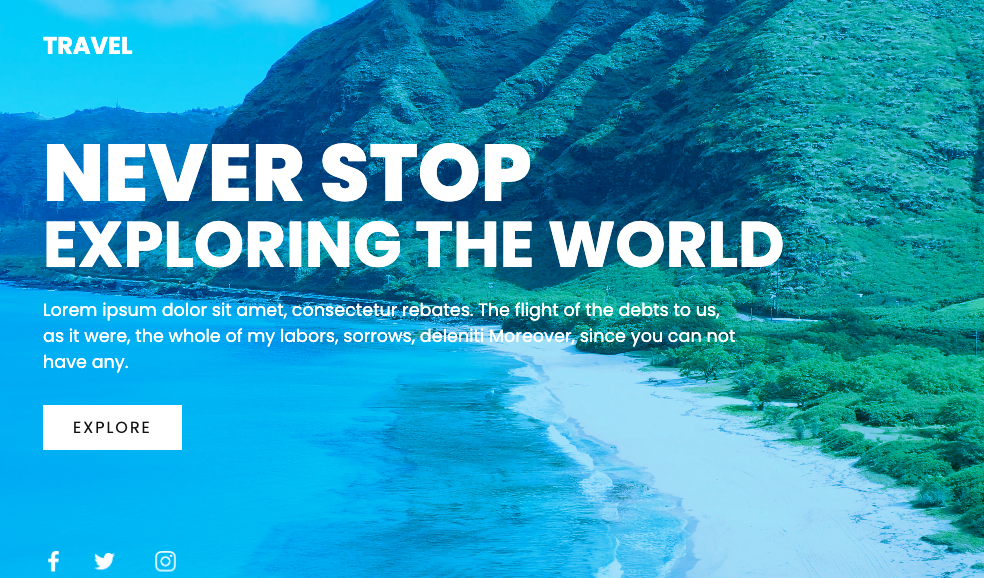 TRAVEL
NEVER STOP
EXPLORING THE WORLD
Lorem ipsum dolor sit amet, consectetur rebates. The flight of the debts to us,
as it were, the whole of my labors, sorrows, deleniti Moreover, since you can not
have any.
EXPLORE